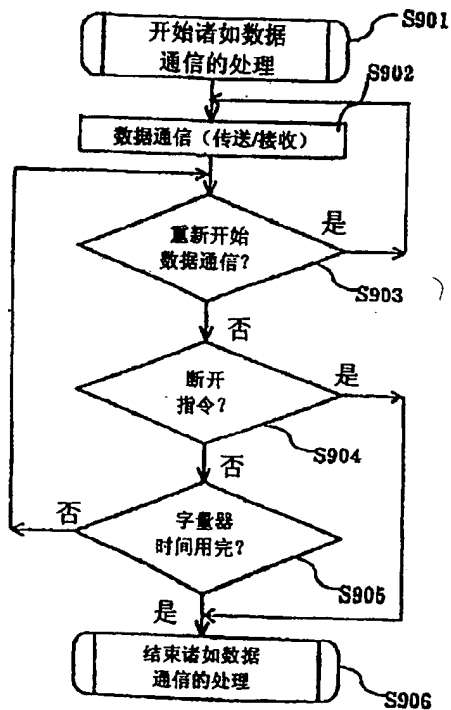 开始诸如数据
通信的处理
S901
S902
数据通信（传送/接收）
重新开始
数据通信？
是
S903
否
断开
指令？
是
S904
否
字量器
时间用完？
否
S905
是
结束诸如数据
通信的处理
S906